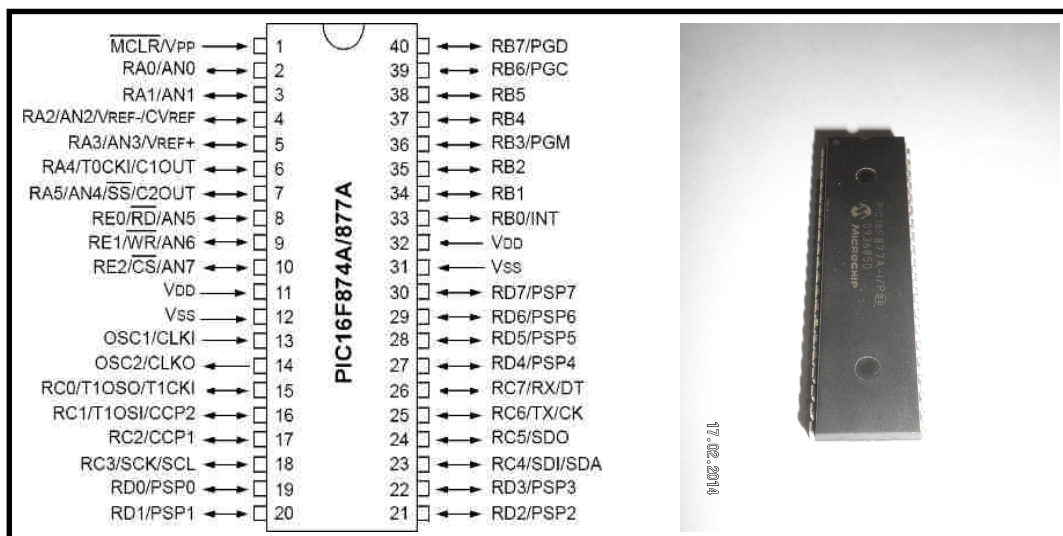 MCLR/VPP 1
RA0/AN0 2
RA1/AN1 3
RA2/AN2/VREF-/CVREF 4
RA3/AN3/VREF+ 5
RA4/T0CKI/C1OUT 6
RA5/AN4/SS/C2OUT 7
RE0/RD/AN5 8
RE1/WR/AN6 9
RE2/CS/AN7 10
VDD 11
VSS 12
OSC1/CLKI 13
OSC2/CLKO 14
RC0/T1OSO/T1CKI 15
RC1/T1OSI/CCP2 16
RC2/CCP1 17
RC3/SCK/SCL 18
RD0/PSP0 19
RD1/PSP1 20
PIC16F874A/877A
40 RB7/PGD
39 RB6/PGC
38 RB5
37 RB4
36 RB3/PGM
35 RB2
34 RB1
33 RB0/INT
32 VDD
31 VSS
30 RD7/PSP7
29 RD6/PSP6
28 RD5/PSP5
27 RD4/PSP4
26 RC7/RX/DT
25 RC6/TX/CK
24 RC5/SDO
23 RC4/SDI/SDA
22 RD3/PSP3
21 RD2/PSP2
PIC16F877A-I/P
MICROCHIP
17.02.2014